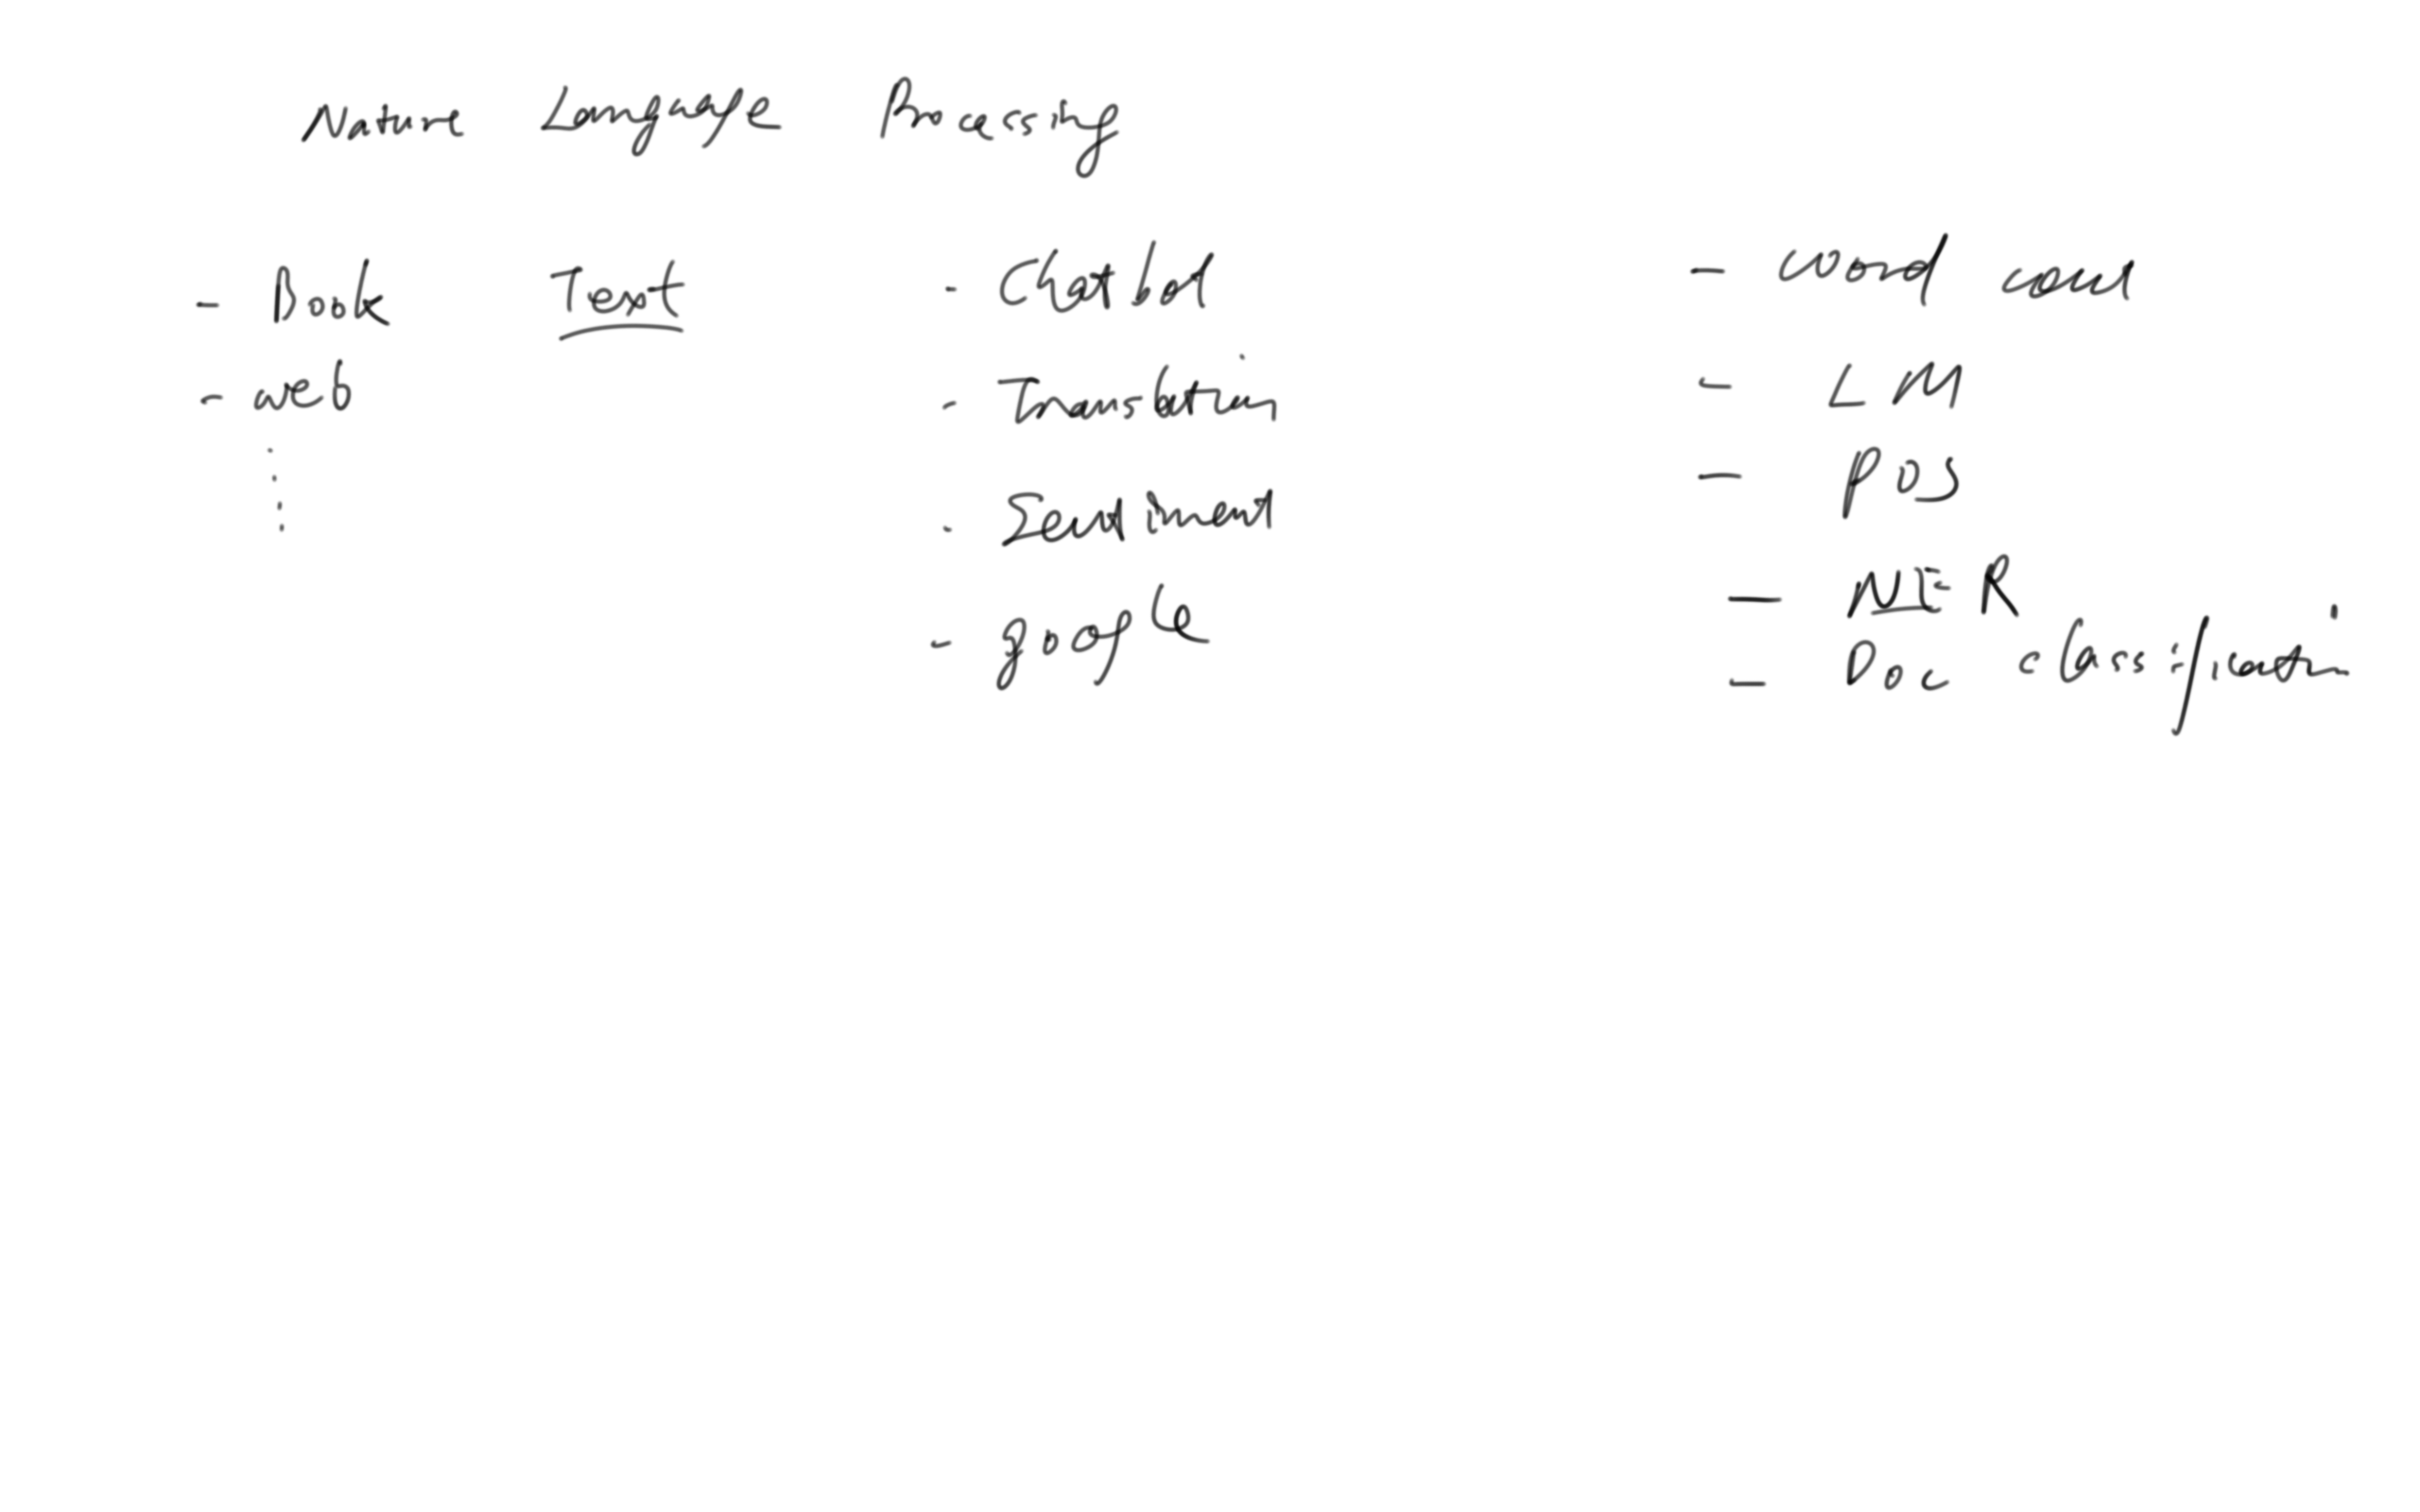 Nature Language Processing
- Book
- web
Text
- Chatbot
- Translation
- Sentiment
- google
- word count
- LM
- POS
- NER
- Doc classification